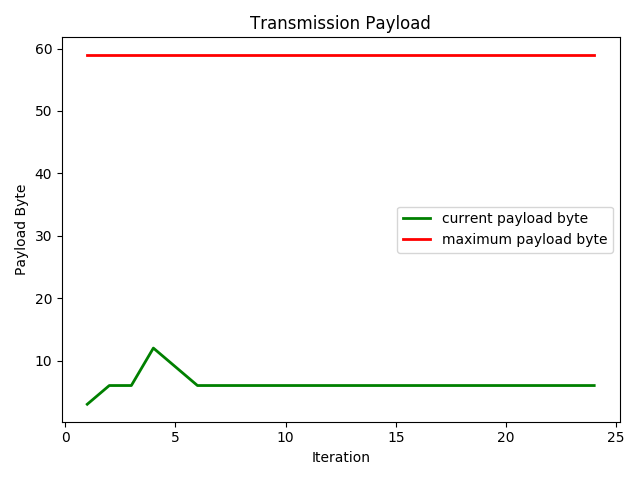 Transmission Payload
Payload Byte
60
50
40
30
20
10
current payload byte
maximum payload byte
0
5
10
15
20
25
Iteration